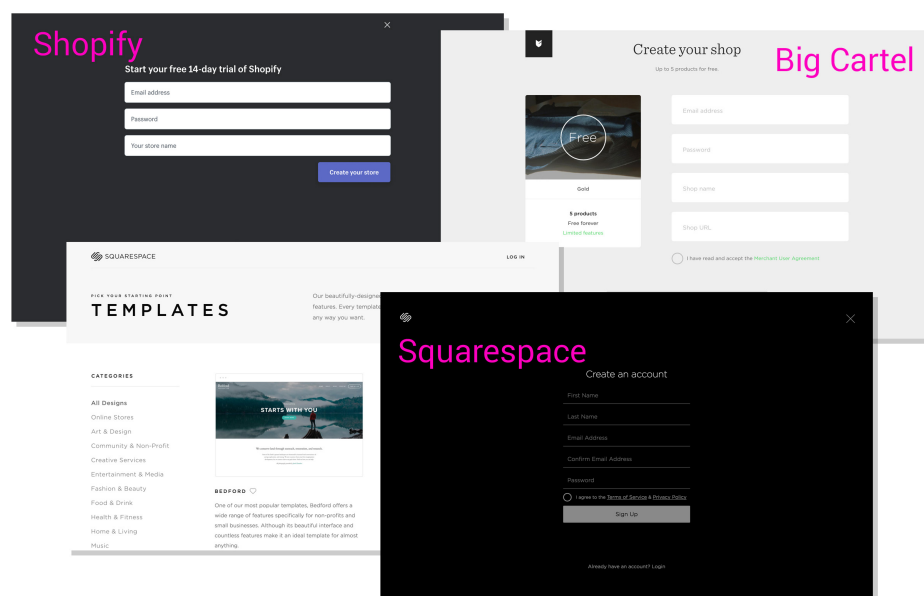 Shopify
Start your free 14-day trial of Shopify
Email address
Password
Your store name
Create your store
Big Cartel
Create your shop
Up to 5 products for free.
Free
Gold
5 products
Free forever
Limited features
Email address
Password
Shop name
Shop URL
I have read and accept the Merchant User Agreement
SQUARESPACE
LOG IN
PICK YOUR STARTING POINT
TEMPLATES
Our beautifully-designe
features. Every template
any way you want.
CATEGORIES
All Designs
Online Stores
Art & Design
Community & Non-Profit
Creative Services
Entertainment & Media
Fashion & Beauty
Food & Drink
Health & Fitness
Home & Living
Music
STARTS WITH YOU
BEDFORD
One of our most popular templates, Bedford offers a
wide range of features specifically for non-profits and
small businesses. Although its beautiful interface and
countless features make it an ideal template for almost
anything.
Squarespace
Create an account
First Name
Last Name
Email Address
Confirm Email Address
Password
I agree to the Terms of Service & Privacy Policy
Sign Up
Already have an account? Login